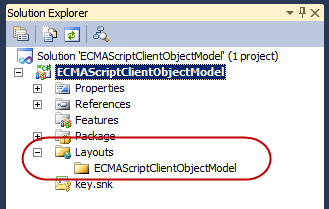 Solution Explorer
Solution 'ECMAScriptClientObjectModel' (1 project)
ECMAScriptClientObjectModel
Properties
References
Features
Package
Layouts
ECMAScriptClientObjectModel
key.snk